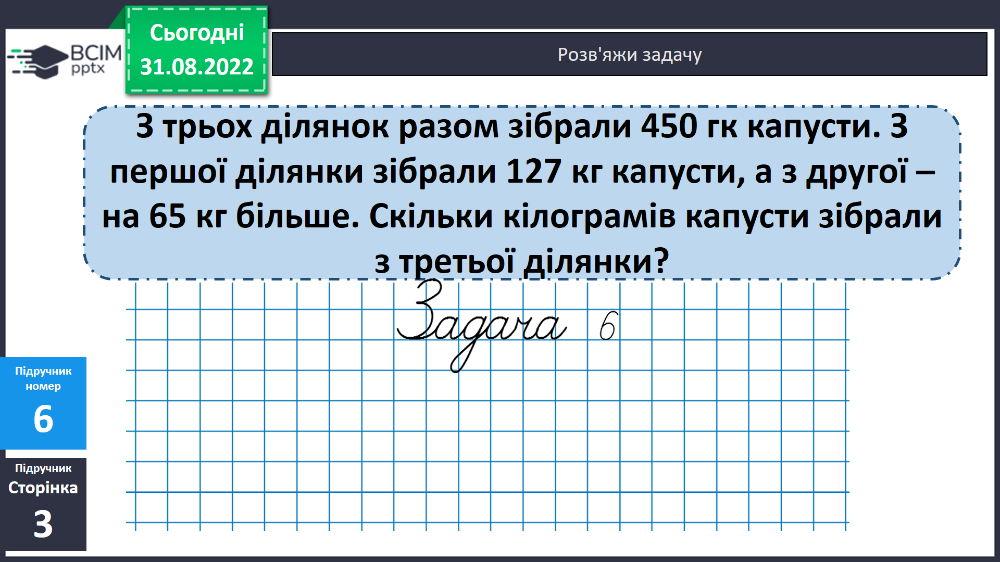 Сьогодні
31.08.2022
ВСІМ
pptx
Розв'яжи задачу
З трьох ділянок разом зібрали 450 гк капусти. З
першої ділянки зібрали 127 кг капусти, а з другої –
на 65 кг більше. Скільки кілограмів капусти зібрали
з третьої ділянки?
Задача 6
Підручник
номер
6
Підручник
Сторінка
3